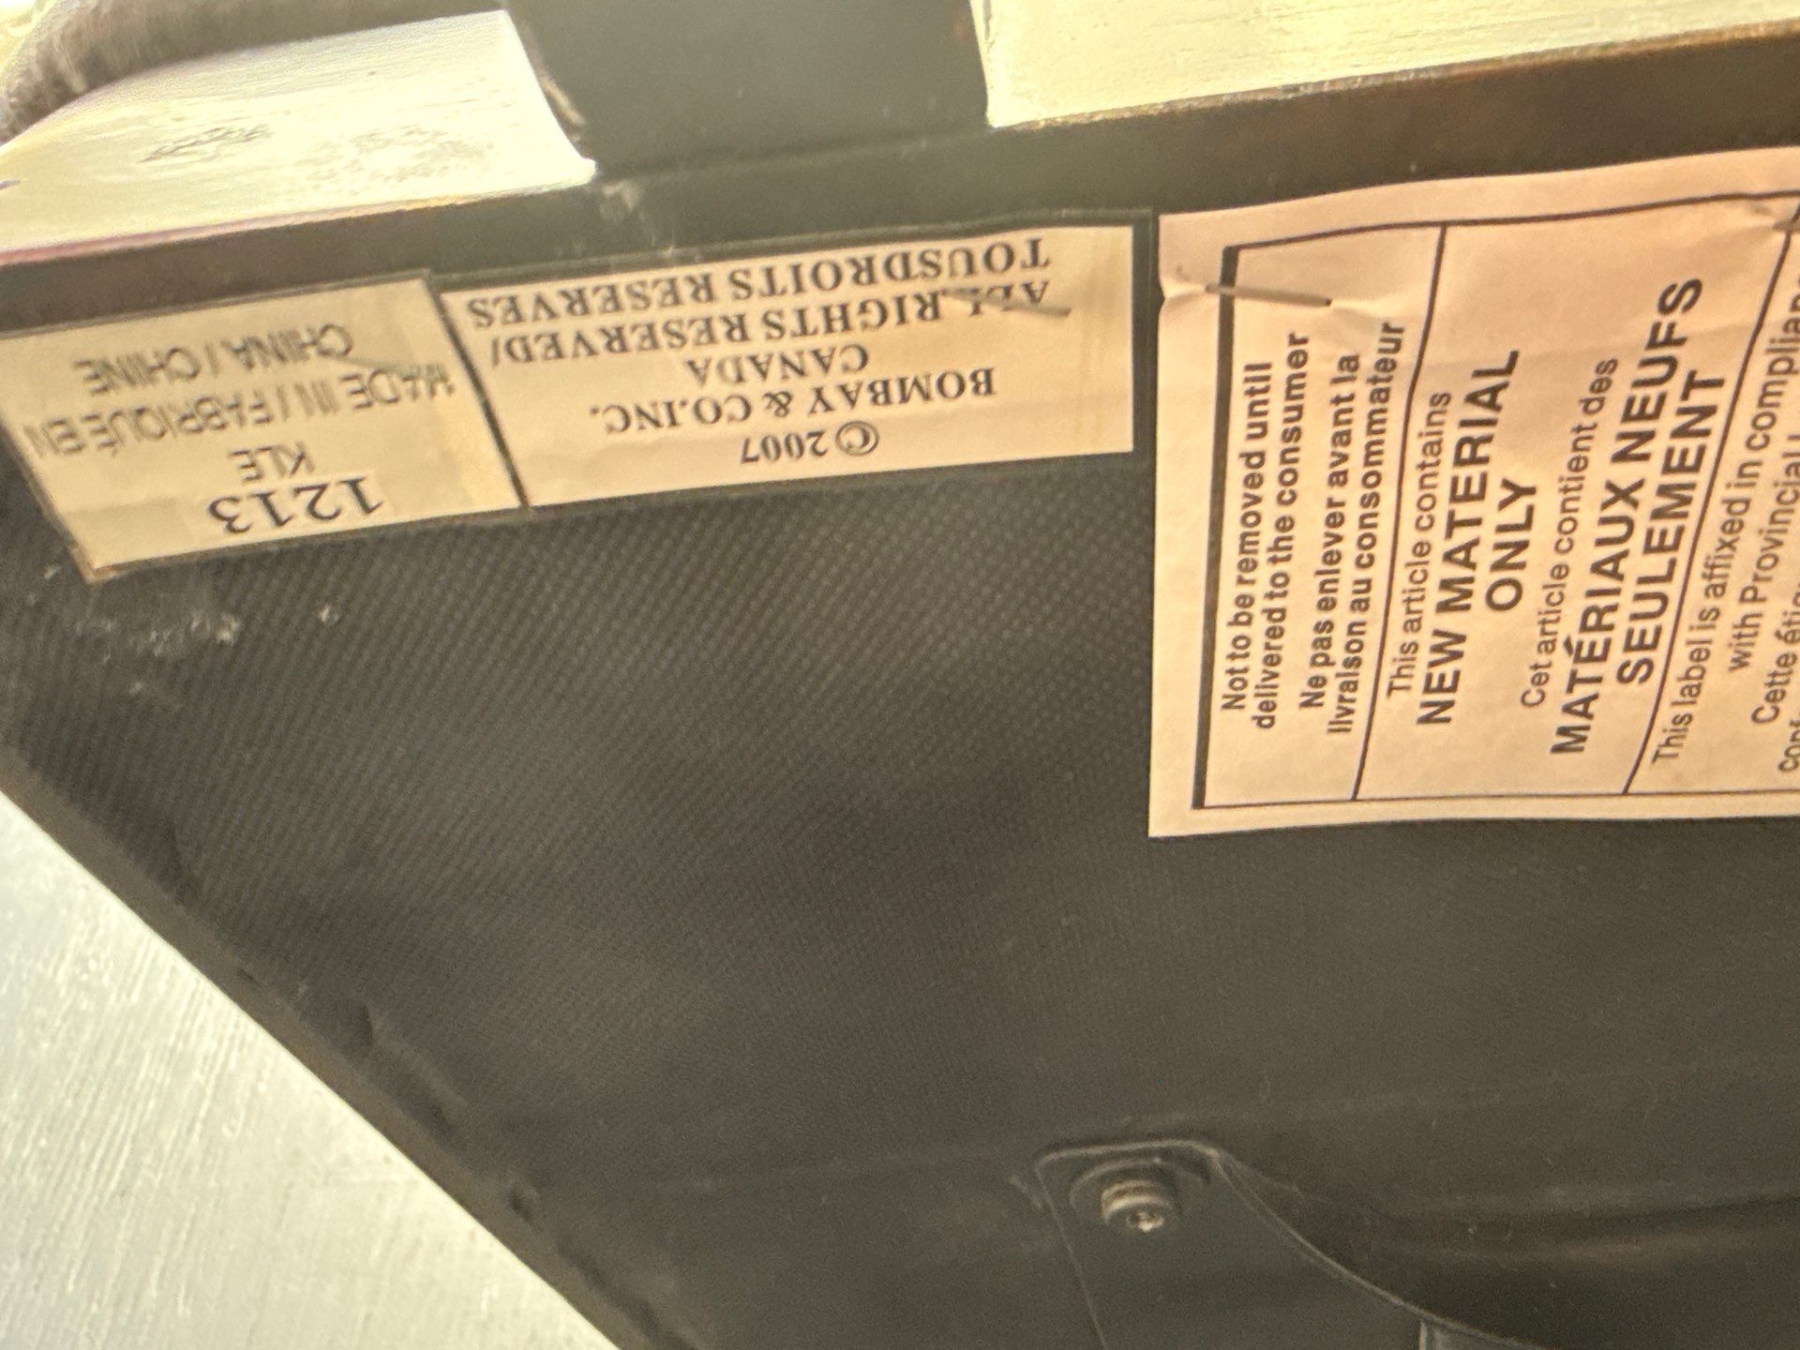 1213
KLE
MADE IN / FABRIQUÉ EN
CHINA / CHINE
© 2007
BOMBAY & CO.INC.
CANADA
ALL RIGHTS RESERVED/
TOUSDROITS RESERVES
Not to be removed until
delivered to the consumer
Ne pas enlever avant la
livraison au consommateur
This article contains
NEW MATERIAL
ONLY
Cet article contient des
MATÉRIAUX NEUFS
SEULEMENT
This label is affixed in compliance
with Provincial
Cette